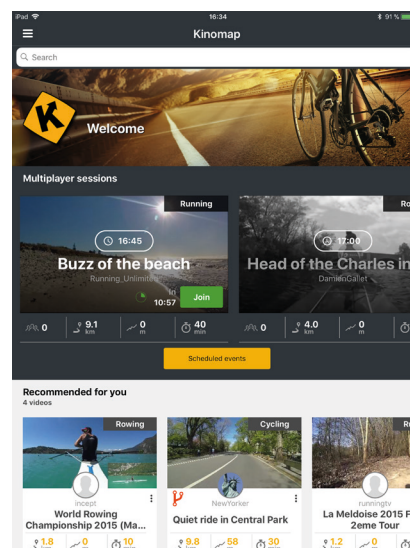 iPad 16:34 91 %
Kinomap
Search
K
Welcome
Multiplayer sessions
Running
16:45
Buzz of the beach
Running_Unlimited
In
10:57 Join
0 9.1 km 0 m 40 min
Ro
17:00
Head of the Charles in
DamienGallet
0 4.0 km 0 m
Scheduled events
Recommended for you
4 videos
Rowing
incept
World Rowing
Championship 2015 (Ma...
1.8 0 10
Cycling
NewYorker
Quiet ride in Central Park
9.8 58 30
Ru
runningtv
La Meldoise 2015 F
2eme Tour
1.2 0